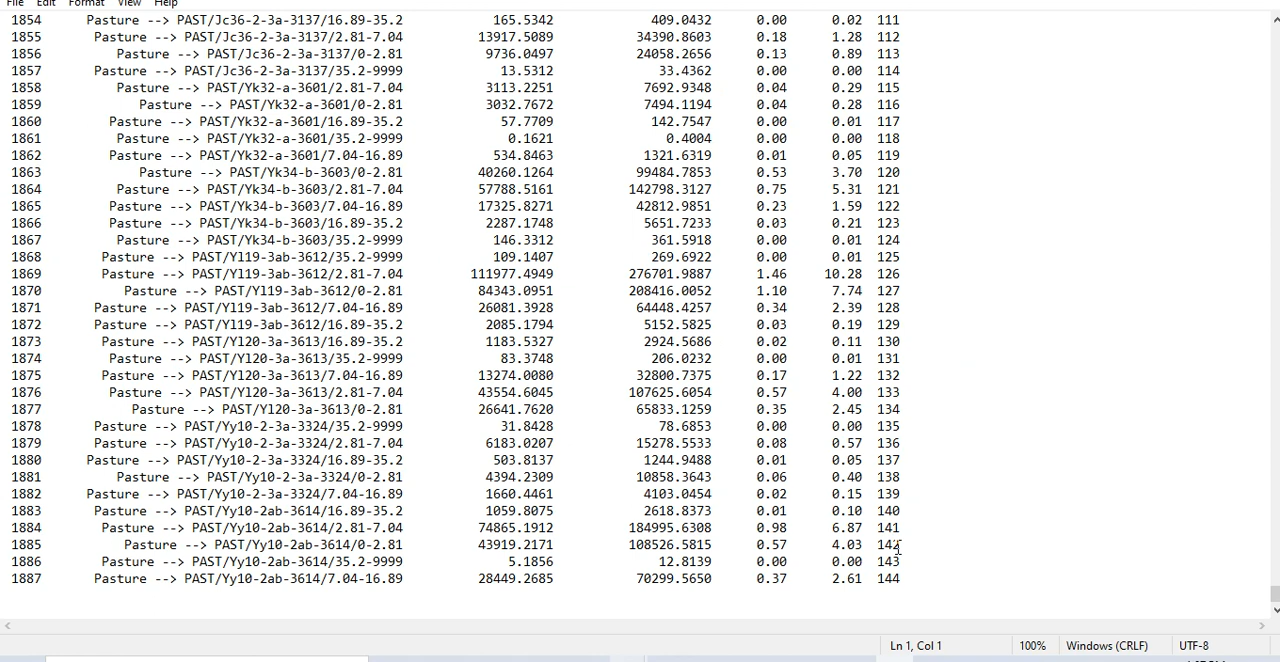 File Edit Format View Help
1854 Pasture --> PAST/Jc36-2-3a-3137/16.89-35.2 165.5342 409.0432 0.00 0.02 111
1855 Pasture --> PAST/Jc36-2-3a-3137/2.81-7.04 13917.5089 34390.8603 0.18 1.28 112
1856 Pasture --> PAST/Jc36-2-3a-3137/0-2.81 9736.0497 24058.2656 0.13 0.89 113
1857 Pasture --> PAST/Jc36-2-3a-3137/35.2-9999 13.5312 33.4362 0.00 0.00 114
1858 Pasture --> PAST/Yk32-a-3601/2.81-7.04 3113.2251 7692.9348 0.04 0.29 115
1859 Pasture --> PAST/Yk32-a-3601/0-2.81 3032.7672 7494.1194 0.04 0.28 116
1860 Pasture --> PAST/Yk32-a-3601/16.89-35.2 57.7709 142.7547 0.00 0.01 117
1861 Pasture --> PAST/Yk32-a-3601/35.2-9999 0.1621 0.4004 0.00 0.00 118
1862 Pasture --> PAST/Yk32-a-3601/7.04-16.89 534.8463 1321.6319 0.01 0.05 119
1863 Pasture --> PAST/Yk34-b-3603/0-2.81 40260.1264 99484.7853 0.53 3.70 120
1864 Pasture --> PAST/Yk34-b-3603/2.81-7.04 57788.5161 142798.3127 0.75 5.31 121
1865 Pasture --> PAST/Yk34-b-3603/7.04-16.89 17325.8271 42812.9851 0.23 1.59 122
1866 Pasture --> PAST/Yk34-b-3603/16.89-35.2 2287.1748 5651.7233 0.03 0.21 123
1867 Pasture --> PAST/Yk34-b-3603/35.2-9999 146.3312 361.5918 0.00 0.01 124
1868 Pasture --> PAST/Yl19-3ab-3612/35.2-9999 109.1407 269.6922 0.00 0.01 125
1869 Pasture --> PAST/Yl19-3ab-3612/2.81-7.04 111977.4949 276701.9887 1.46 10.28 126
1870 Pasture --> PAST/Yl19-3ab-3612/0-2.81 84343.0951 208416.0052 1.10 7.74 127
1871 Pasture --> PAST/Yl19-3ab-3612/7.04-16.89 26081.3928 64448.4257 0.34 2.39 128
1872 Pasture --> PAST/Yl19-3ab-3612/16.89-35.2 2085.1794 5152.5825 0.03 0.19 129
1873 Pasture --> PAST/Yl20-3a-3613/16.89-35.2 1183.5327 2924.5686 0.02 0.11 130
1874 Pasture --> PAST/Yl20-3a-3613/35.2-9999 83.3748 206.0232 0.00 0.01 131
1875 Pasture --> PAST/Yl20-3a-3613/7.04-16.89 13274.0080 32800.7375 0.17 1.22 132
1876 Pasture --> PAST/Yl20-3a-3613/2.81-7.04 43554.6045 107625.6054 0.57 4.00 133
1877 Pasture --> PAST/Yl20-3a-3613/0-2.81 26641.7620 65833.1259 0.35 2.45 134
1878 Pasture --> PAST/Yy10-2-3a-3324/35.2-9999 31.8428 78.6853 0.00 0.00 135
1879 Pasture --> PAST/Yy10-2-3a-3324/2.81-7.04 6183.0207 15278.5533 0.08 0.57 136
1880 Pasture --> PAST/Yy10-2-3a-3324/16.89-35.2 503.8137 1244.9488 0.01 0.05 137
1881 Pasture --> PAST/Yy10-2-3a-3324/0-2.81 4394.2309 10858.3643 0.06 0.40 138
1882 Pasture --> PAST/Yy10-2-3a-3324/7.04-16.89 1660.4461 4103.0454 0.02 0.15 139
1883 Pasture --> PAST/Yy10-2ab-3614/16.89-35.2 1059.8075 2618.8373 0.01 0.10 140
1884 Pasture --> PAST/Yy10-2ab-3614/2.81-7.04 74865.1912 184995.6308 0.98 6.87 141
1885 Pasture --> PAST/Yy10-2ab-3614/0-2.81 43919.2171 108526.5815 0.57 4.03 142
1886 Pasture --> PAST/Yy10-2ab-3614/35.2-9999 5.1856 12.8139 0.00 0.00 143
1887 Pasture --> PAST/Yy10-2ab-3614/7.04-16.89 28449.2685 70299.5650 0.37 2.61 144
Ln 1, Col 1 100% Windows (CRLF) UTF-8